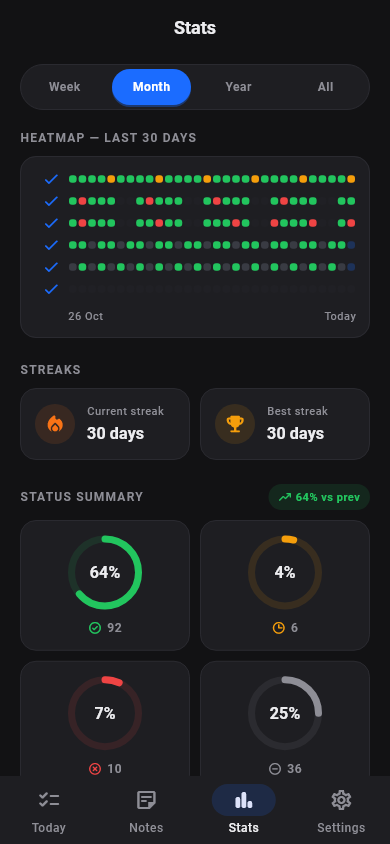 Stats
Week Month Year All
HEATMAP — LAST 30 DAYS
26 Oct Today
STREAKS
Current streak
30 days
Best streak
30 days
STATUS SUMMARY
64% vs prev
64%
92
4%
6
7%
10
25%
36
Today Notes Stats Settings